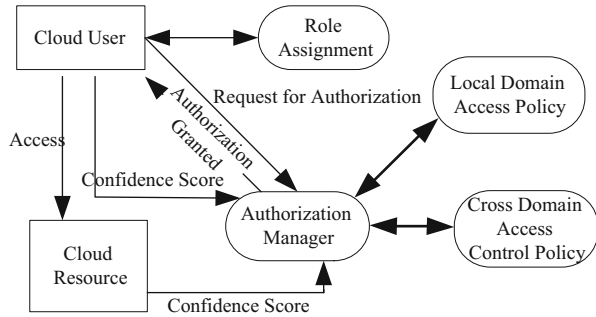 Cloud User
Role
Assignment
Local Domain
Access Policy
Request for Authorization
Authorization
Granted
Access
Confidence Score
Authorization
Manager
Cross Domain
Access
Control Policy
Cloud
Resource
Confidence Score